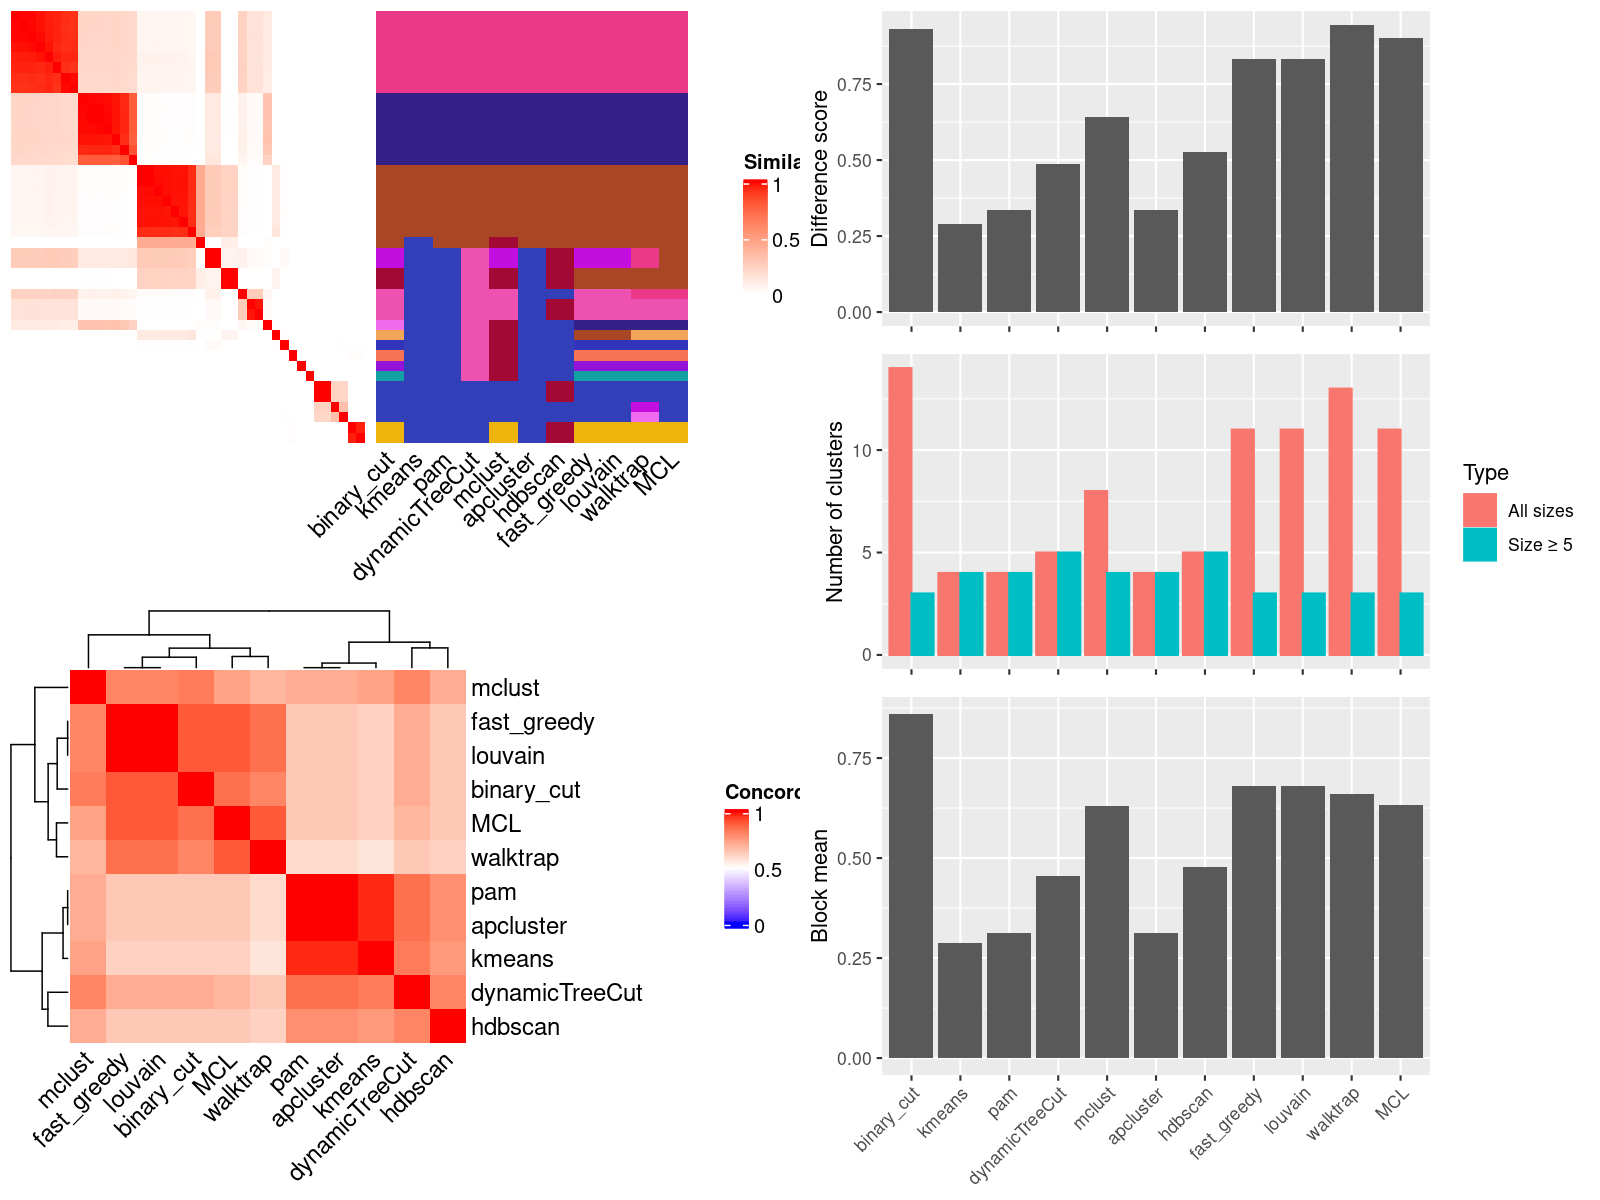 Simila
1
0.5
0
binary_cut
kmeans
pam
dynamicTreeCut
mclust
apcluster
hdbscan
fast_greedy
louvain
walktrap
MCL
mclust
fast_greedy
louvain
binary_cut
MCL
walktrap
pam
apcluster
kmeans
dynamicTreeCut
hdbscan
mclust
fast_greedy
louvain
binary_cut
MCL
walktrap
pam
apcluster
kmeans
dynamicTreeCut
hdbscan
Concor
1
0.5
0
Difference score
0.75
0.50
0.25
0.00
Number of clusters
10
5
0
Type
All sizes
Size ≥ 5
Block mean
0.75
0.50
0.25
0.00
binary_cut
kmeans
pam
dynamicTreeCut
mclust
apcluster
hdbscan
fast_greedy
louvain
walktrap
MCL